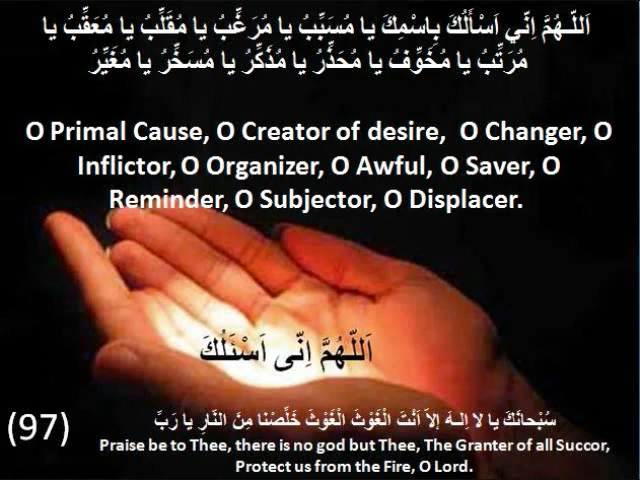 اَللّـهُمَّ اِنّي اَسْأَلُكَ بِاسْمِكَ يا مُسَبِّبُ يا مُرَغِّبُ يا مُقَلِّبُ يا مُعَقِّبُ يا
مُرَتِّبُ يا مُخَوِّفُ يا مُحَذِّرُ يا مُذَكِّرُ يا مُسَخِّرُ يا مُغَيِّرُ
O Primal Cause, O Creator of desire, O Changer, O
Inflictor, O Organizer, O Awful, O Saver, O
Reminder, O Subjector, O Displacer.
اَللّهُمَّ اِنّى اَسْئَلُكَ
(97)
سُبْحانَكَ يا لا اِلـهَ إلاّ اَنْتَ الْغَوْثَ الْغَوْثَ خَلِّصْنا مِنَ النّارِ يا رَبِّ
Praise be to Thee, there is no god but Thee, The Granter of all Succor,
Protect us from the Fire, O Lord.